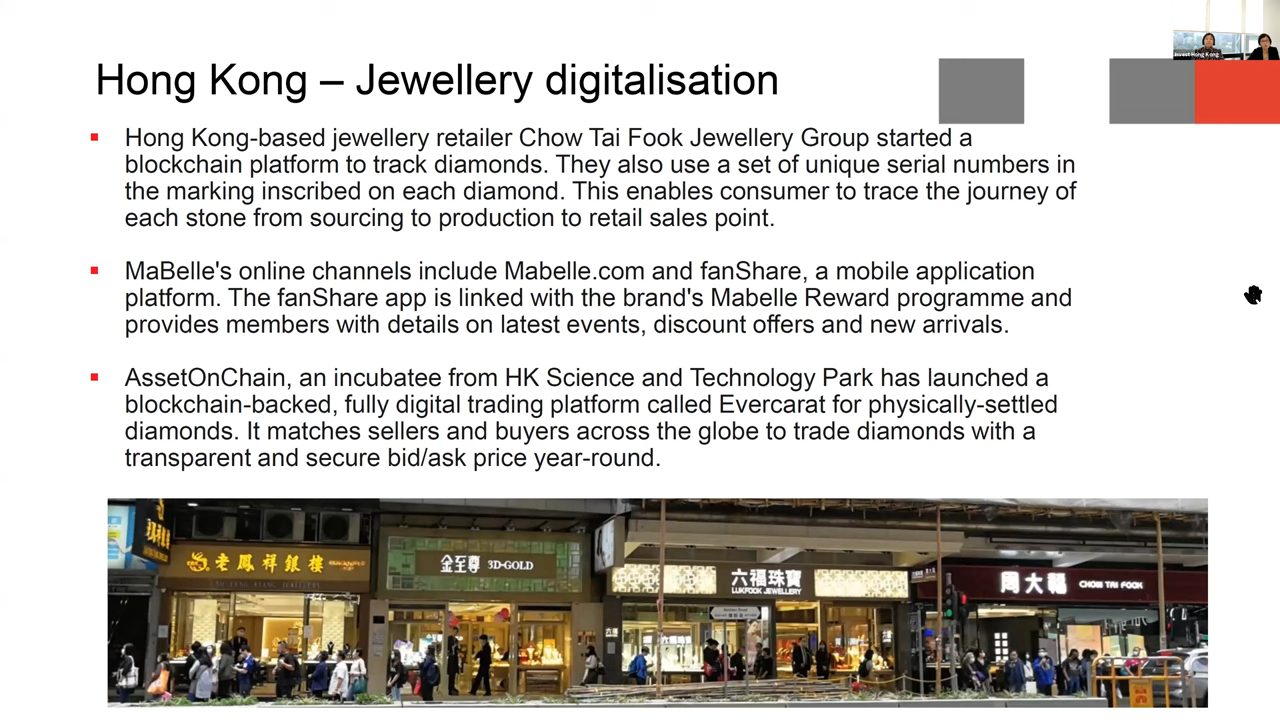 Invest Hong Kong
Hong Kong – Jewellery digitalisation
Hong Kong-based jewellery retailer Chow Tai Fook Jewellery Group started a
blockchain platform to track diamonds. They also use a set of unique serial numbers in
the marking inscribed on each diamond. This enables consumer to trace the journey of
each stone from sourcing to production to retail sales point.
MaBelle's online channels include Mabelle.com and fanShare, a mobile application
platform. The fanShare app is linked with the brand's Mabelle Reward programme and
provides members with details on latest events, discount offers and new arrivals.
AssetOnChain, an incubatee from HK Science and Technology Park has launched a
blockchain-backed, fully digital trading platform called Evercarat for physically-settled
diamonds. It matches sellers and buyers across the globe to trade diamonds with a
transparent and secure bid/ask price year-round.
老鳳祥銀樓
金至尊 3D-GOLD
六福珠寶
LUKFOOK JEWELLERY
周大福 CHOW TAI FOOK
六福珠寶